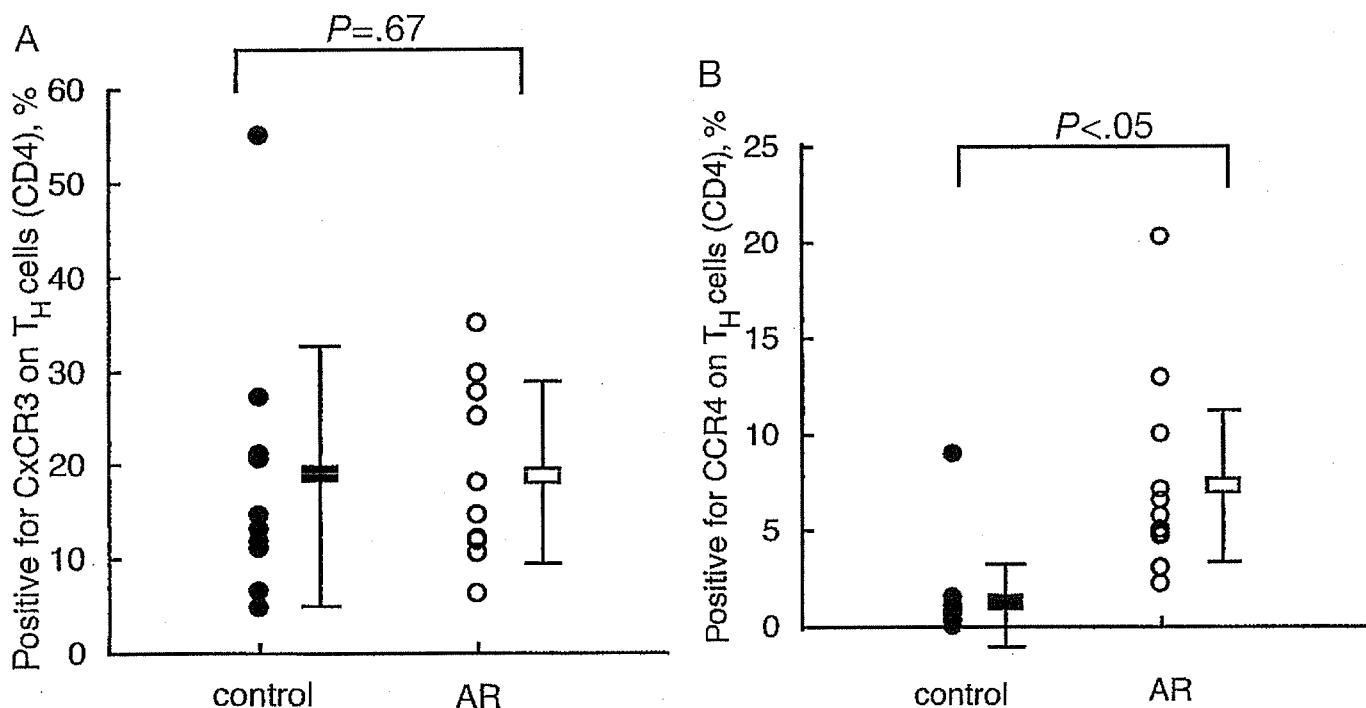 A
P=.67
Positive for CxCR3 on TH cells (CD4), %
60
50
40
30
20
10
0
control
AR
B
P<.05
Positive for CCR4 on TH cells (CD4), %
25
20
15
10
5
0
control
AR